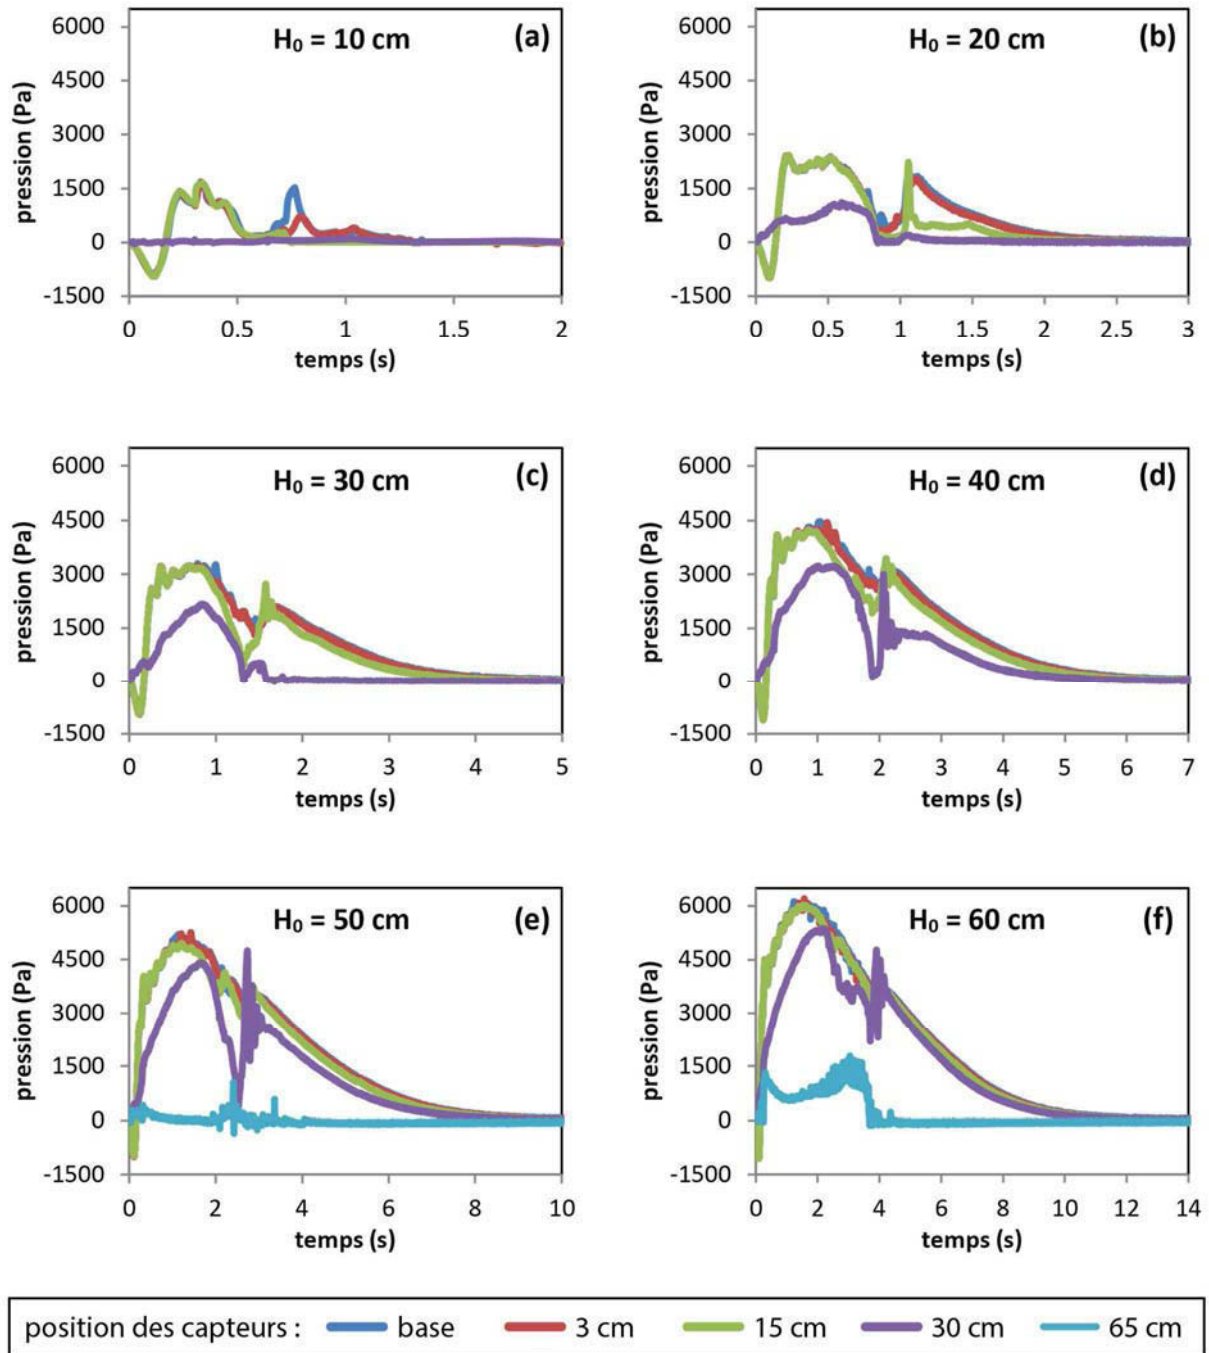 H₀ = 10 cm (a)
pression (Pa)
6000
4500
3000
1500
0
-1500
0 0.5 1 1.5 2
temps (s)
H₀ = 20 cm (b)
pression (Pa)
6000
4500
3000
1500
0
-1500
0 0.5 1 1.5 2 2.5 3
temps (s)
H₀ = 30 cm (c)
pression (Pa)
6000
4500
3000
1500
0
-1500
0 1 2 3 4 5
temps (s)
H₀ = 40 cm (d)
pression (Pa)
6000
4500
3000
1500
0
-1500
0 1 2 3 4 5 6 7
temps (s)
H₀ = 50 cm (e)
pression (Pa)
6000
4500
3000
1500
0
-1500
0 2 4 6 8 10
temps (s)
H₀ = 60 cm (f)
pression (Pa)
6000
4500
3000
1500
0
-1500
0 2 4 6 8 10 12 14
temps (s)
position des capteurs : base 3 cm 15 cm 30 cm 65 cm